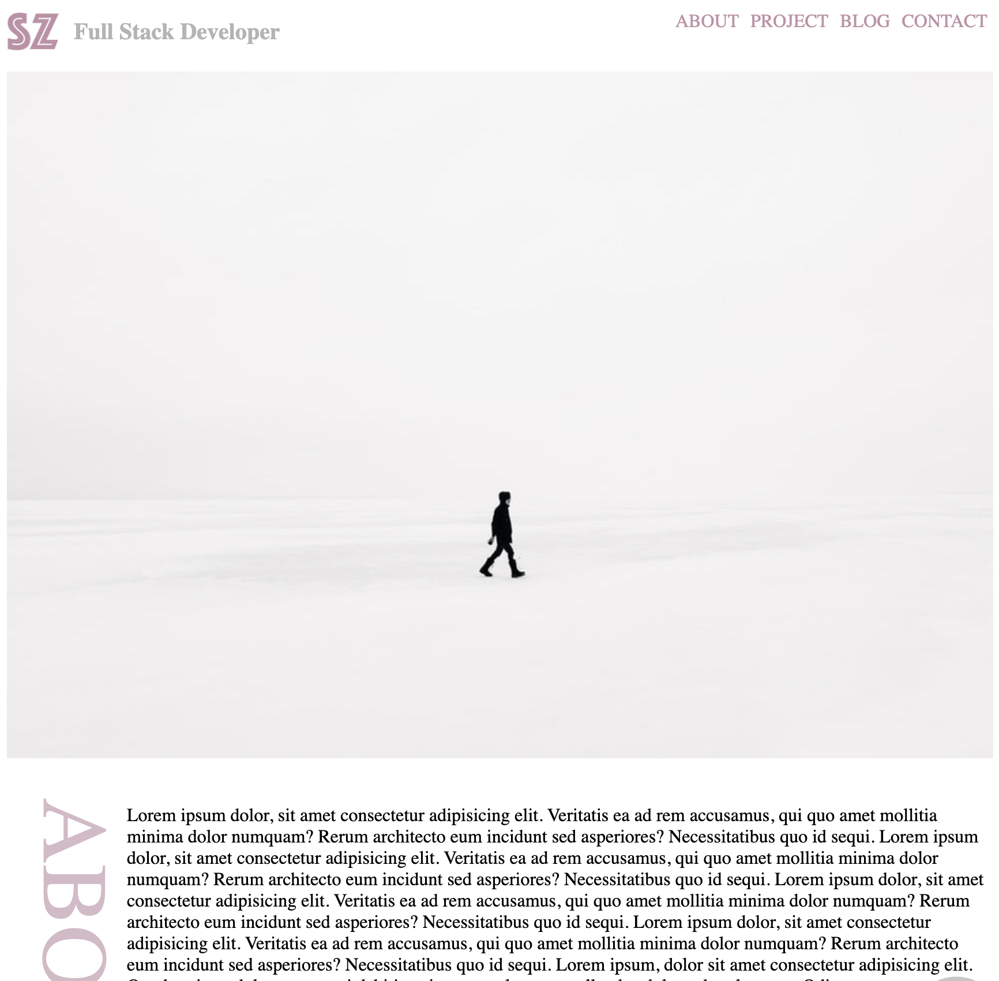 SZ Full Stack Developer
ABOUT PROJECT BLOG CONTACT
ABO
Lorem ipsum dolor, sit amet consectetur adipisicing elit. Veritatis ea ad rem accusamus, qui quo amet mollitia
minima dolor numquam? Rerum architecto eum incidunt sed asperiores? Necessitatibus quo id sequi. Lorem ipsum
dolor, sit amet consectetur adipisicing elit. Veritatis ea ad rem accusamus, qui quo amet mollitia minima dolor
numquam? Rerum architecto eum incidunt sed asperiores? Necessitatibus quo id sequi. Lorem ipsum dolor, sit amet
consectetur adipisicing elit. Veritatis ea ad rem accusamus, qui quo amet mollitia minima dolor numquam? Rerum
architecto eum incidunt sed asperiores? Necessitatibus quo id sequi. Lorem ipsum dolor, sit amet consectetur
adipisicing elit. Veritatis ea ad rem accusamus, qui quo amet mollitia minima dolor numquam? Rerum architecto
eum incidunt sed asperiores? Necessitatibus quo id sequi. Lorem ipsum, dolor sit amet consectetur adipisicing elit.